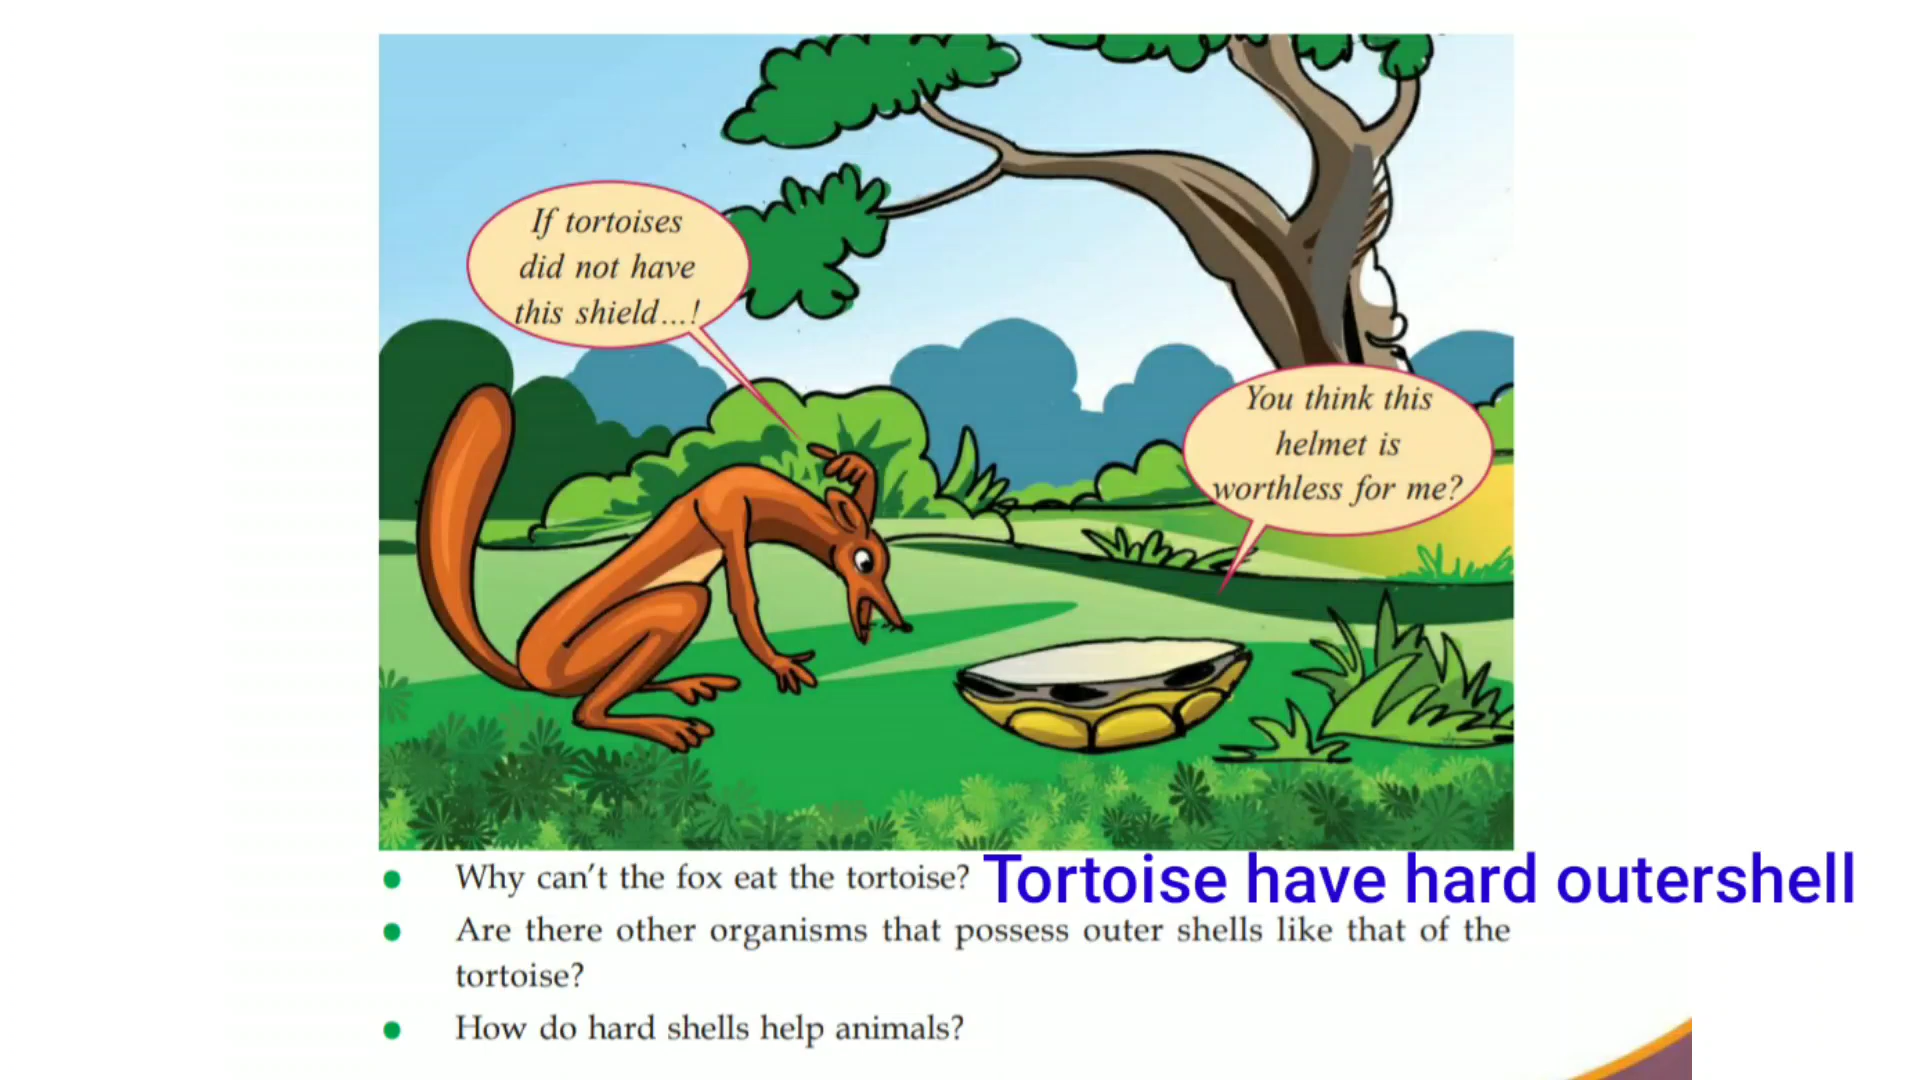 If tortoises
did not have
this shield...!
You think this
helmet is
worthless for me?
• Why can't the fox eat the tortoise? Tortoise have hard outershell
• Are there other organisms that possess outer shells like that of the
tortoise?
• How do hard shells help animals?